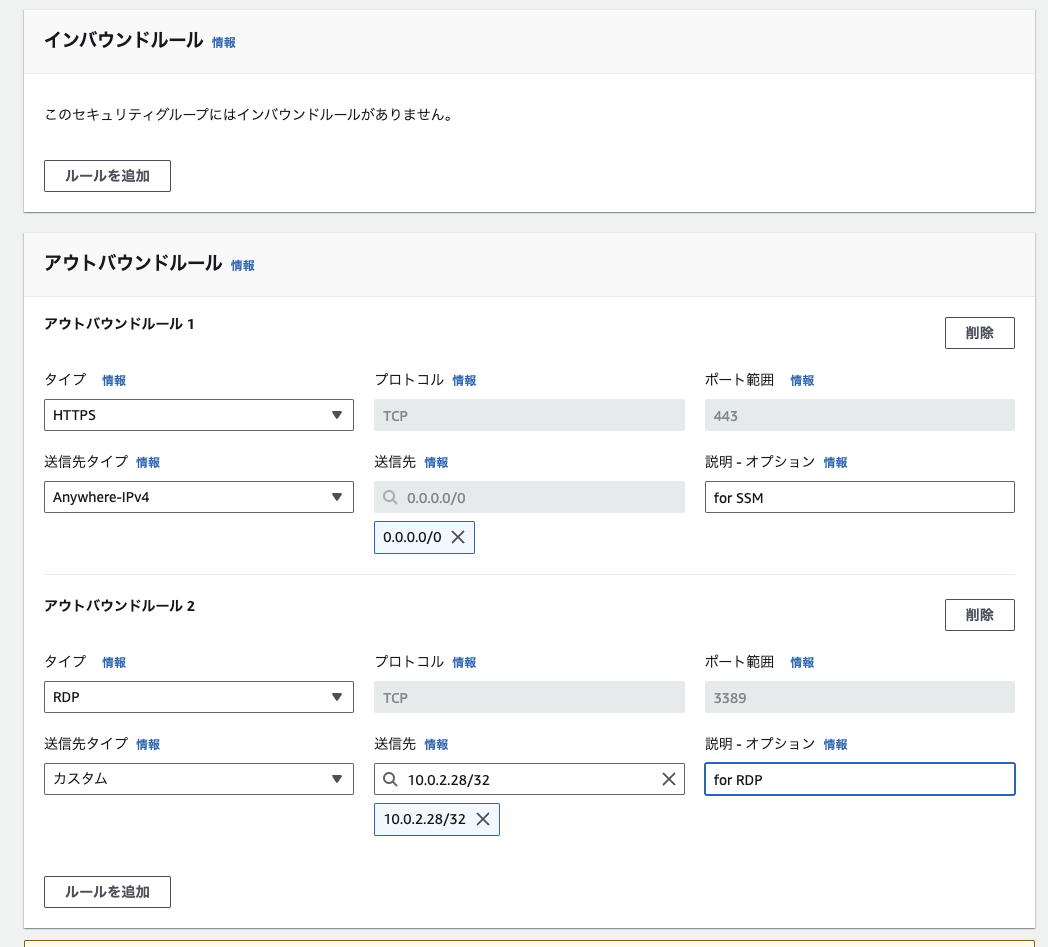 インバウンドルール 情報
このセキュリティグループにはインバウンドルールがありません。
ルールを追加
アウトバウンドルール 情報
アウトバウンドルール 1
削除
タイプ 情報 プロトコル 情報 ポート範囲 情報
HTTPS TCP 443
送信先タイプ 情報 送信先 情報 説明 - オプション 情報
Anywhere-IPv4 0.0.0.0/0 for SSM
0.0.0.0/0
アウトバウンドルール 2
削除
タイプ 情報 プロトコル 情報 ポート範囲 情報
RDP TCP 3389
送信先タイプ 情報 送信先 情報 説明 - オプション 情報
カスタム 10.0.2.28/32 for RDP
10.0.2.28/32
ルールを追加